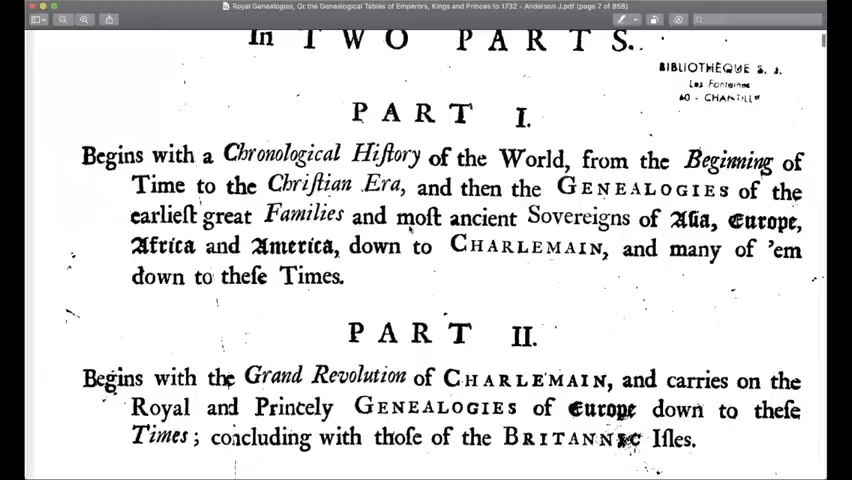 Royal Genealogies, Or the Genealogical Tables of Emperors, Kings and Princes to 1732 - Anderson J.pdf (page 7 of 858)
In TWO PARTS.
BIBLIOTHÈQUE S. J.
Les Fontaines
60 - CHANTILLY
PART I.
Begins with a Chronological Hiſtory of the World, from the Beginning of
Time to the Chriſtian Era, and then the GENEALOGIES of the
earlieſt great Families and moſt ancient Sovereigns of Aſia, Europe,
Africa and America, down to CHARLEMAIN, and many of 'em
down to theſe Times.
PART II.
Begins with the Grand Revolution of CHARLEMAIN, and carries on the
Royal and Princely GENEALOGIES of Europe down to theſe
Times; concluding with thoſe of the BRITANNIC Iſles.